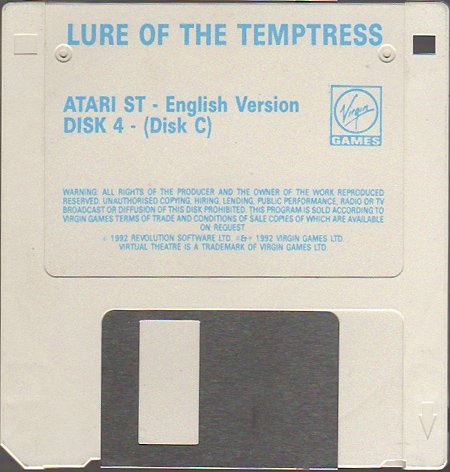 LURE OF THE TEMPTRESS
ATARI ST - English Version
DISK 4 - (Disk C)
Virgin
GAMES
WARNING: ALL RIGHTS OF THE PRODUCER AND THE OWNER OF THE WORK REPRODUCED
RESERVED. UNAUTHORISED COPYING, HIRING, LENDING, PUBLIC PERFORMANCE, RADIO OR TV
BROADCAST OR DIFFUSION OF THIS DISK PROHIBITED. THIS PROGRAM IS SOLD ACCORDING TO
VIRGIN GAMES TERMS OF TRADE AND CONDITIONS OF SALE COPIES OF WHICH ARE AVAILABLE
ON REQUEST.
© 1992 REVOLUTION SOFTWARE LTD. 1992 VIRGIN GAMES LTD.
VIRTUAL THEATRE IS A TRADEMARK OF VIRGIN GAMES LTD.